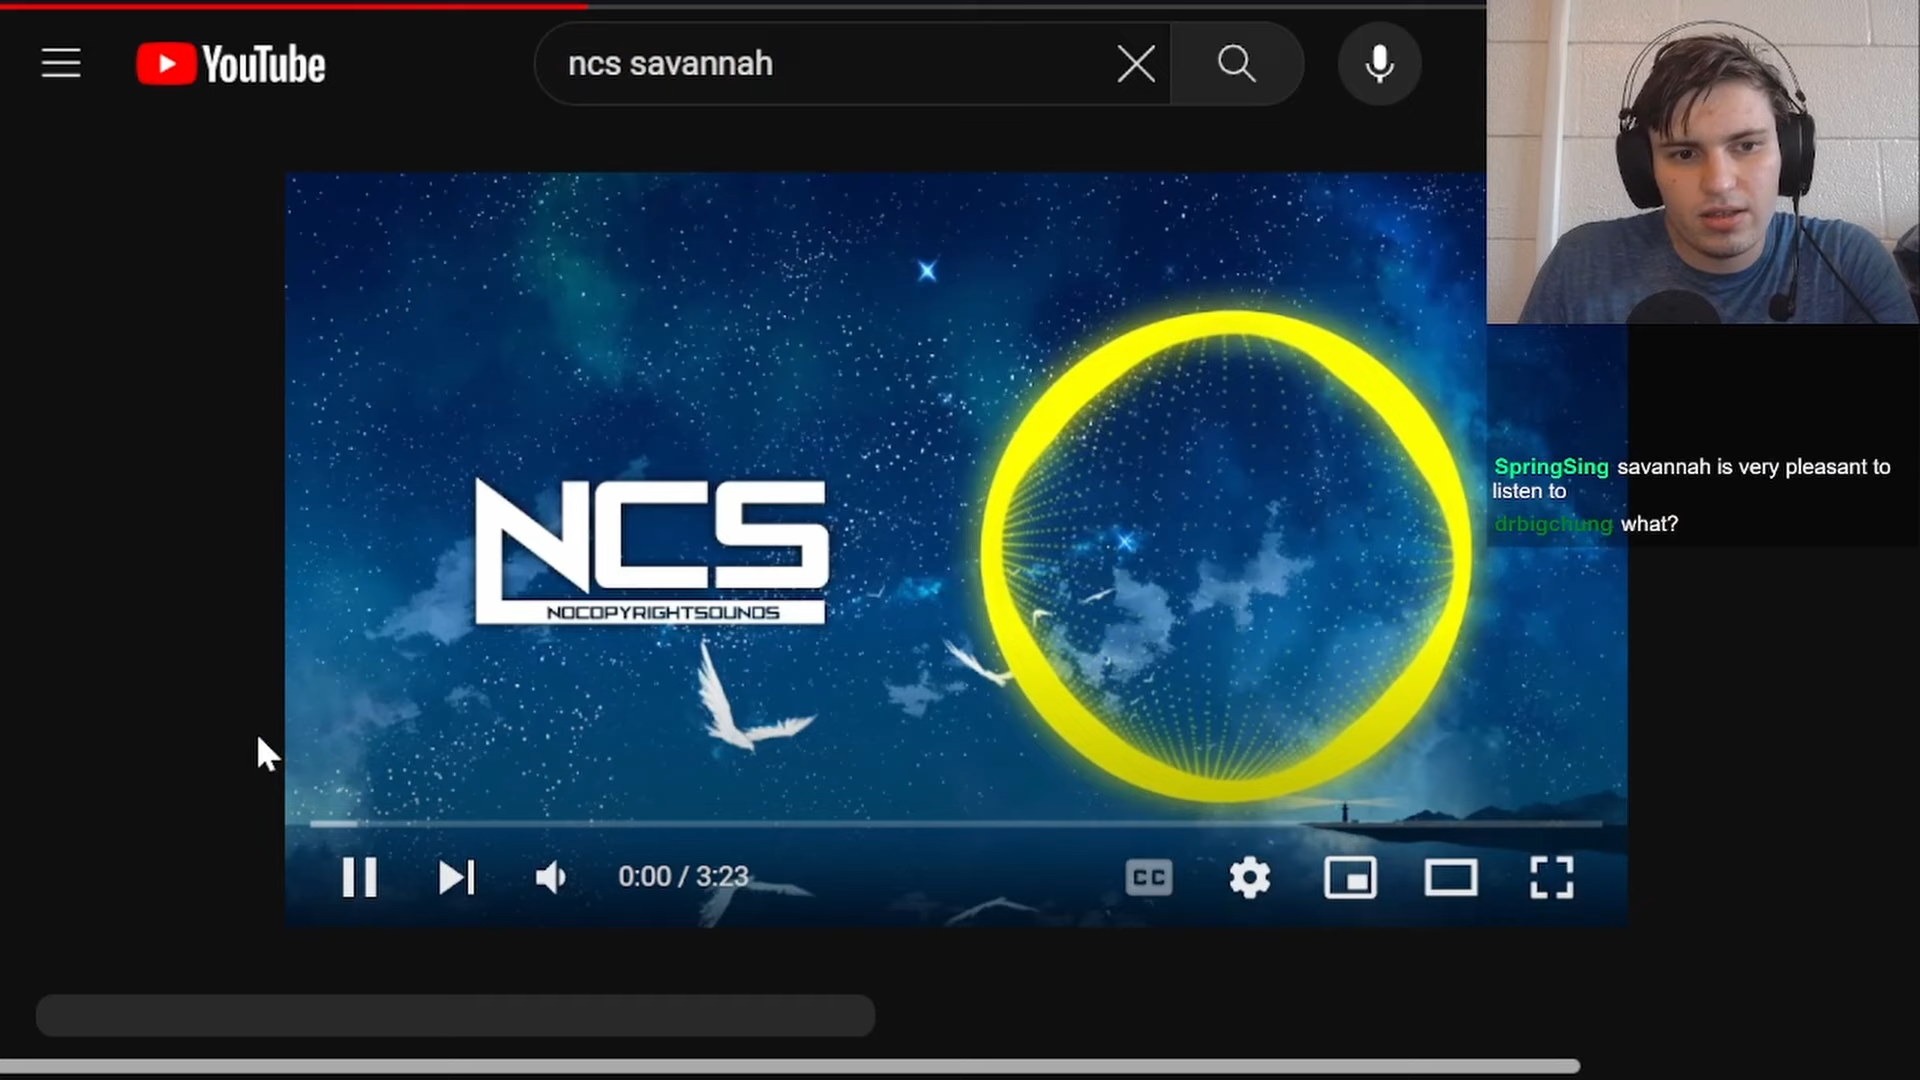 YouTube
ncs savannah
NCS
NOCOPYRIGHTSOUNDS
SpringSing savannah is very pleasant to
listen to
drbigchung what?
0:00 / 3:23
CC